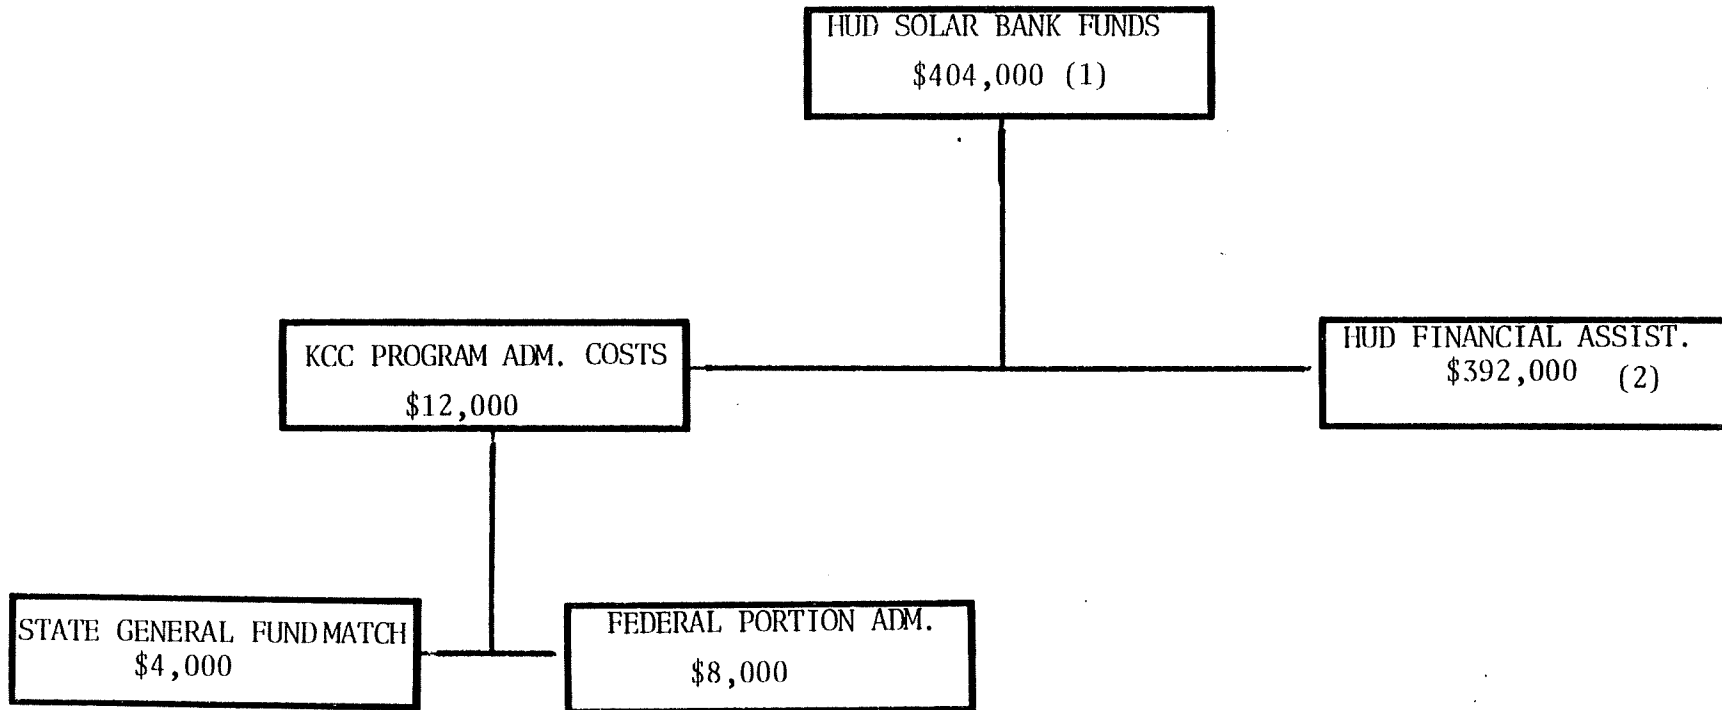 HUD SOLAR BANK FUNDS
$404,000 (1)
KCC PROGRAM ADM. COSTS
$12,000
HUD FINANCIAL ASSIST.
$392,000 (2)
STATE GENERAL FUND MATCH
$4,000
FEDERAL PORTION ADM.
$8,000